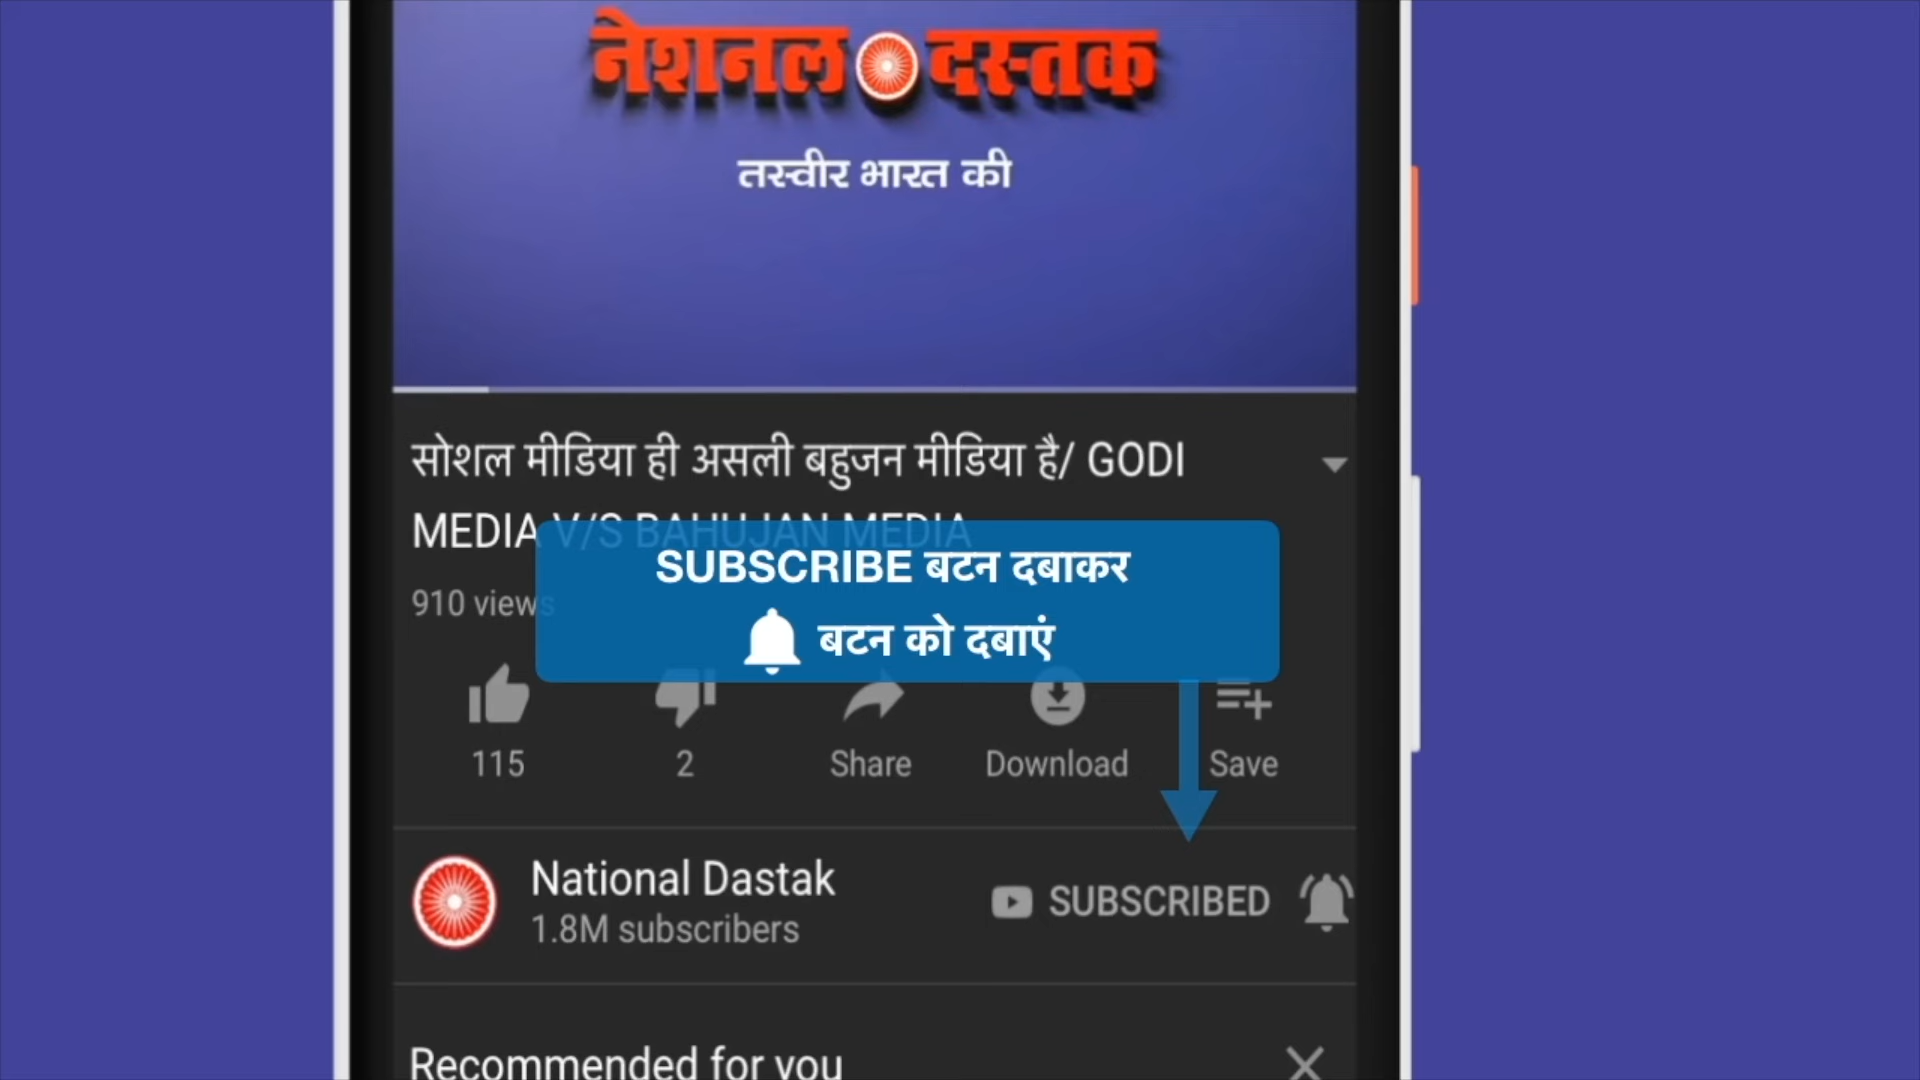 नेशनल दस्तक
तस्वीर भारत की
सोशल मीडिया ही असली बहुजन मीडिया है/ GODI
MEDIA V/S BAHUJAN MEDIA
SUBSCRIBE बटन दबाकर
बटन को दबाएं
910 views
115
2
Share
Download
Save
National Dastak
1.8M subscribers
SUBSCRIBED
Recommended for you